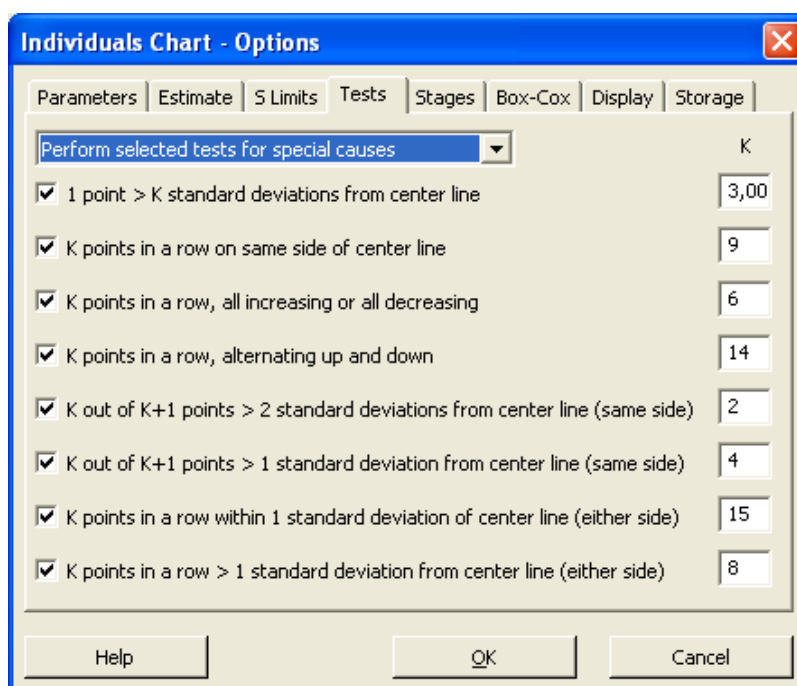 Individuals Chart - Options
Parameters Estimate S Limits Tests Stages Box-Cox Display Storage
Perform selected tests for special causes K
1 point > K standard deviations from center line 3,00
K points in a row on same side of center line 9
K points in a row, all increasing or all decreasing 6
K points in a row, alternating up and down 14
K out of K+1 points > 2 standard deviations from center line (same side) 2
K out of K+1 points > 1 standard deviation from center line (same side) 4
K points in a row within 1 standard deviation of center line (either side) 15
K points in a row > 1 standard deviation from center line (either side) 8
Help OK Cancel